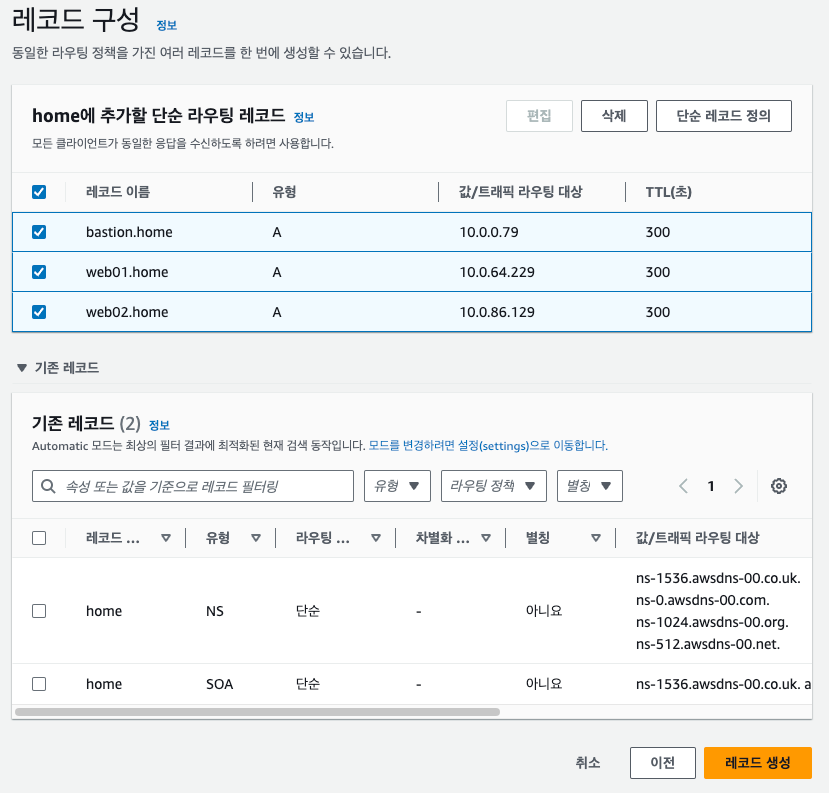 레코드 구성 정보
동일한 라우팅 정책을 가진 여러 레코드를 한 번에 생성할 수 있습니다.
home에 추가할 단순 라우팅 레코드 정보
편집 삭제 단순 레코드 정의
모든 클라이언트가 동일한 응답을 수신하도록 하려면 사용합니다.
레코드 이름 유형 값/트래픽 라우팅 대상 TTL(초)
bastion.home A 10.0.0.79 300
web01.home A 10.0.64.229 300
web02.home A 10.0.86.129 300
▼ 기존 레코드
기존 레코드 (2) 정보
Automatic 모드는 최상의 필터 결과에 최적화된 현재 검색 동작입니다. 모드를 변경하려면 설정(settings)으로 이동합니다.
속성 또는 값을 기준으로 레코드 필터링 유형 ▼ 라우팅 정책 ▼ 별칭 ▼ 1
레코드 ... 유형 라우팅 ... 차별화 ... 별칭 값/트래픽 라우팅 대상
home NS 단순 - 아니요
ns-1536.awsdns-00.co.uk.
ns-0.awsdns-00.com.
ns-1024.awsdns-00.org.
ns-512.awsdns-00.net.
home SOA 단순 - 아니요 ns-1536.awsdns-00.co.uk. a
취소 이전 레코드 생성